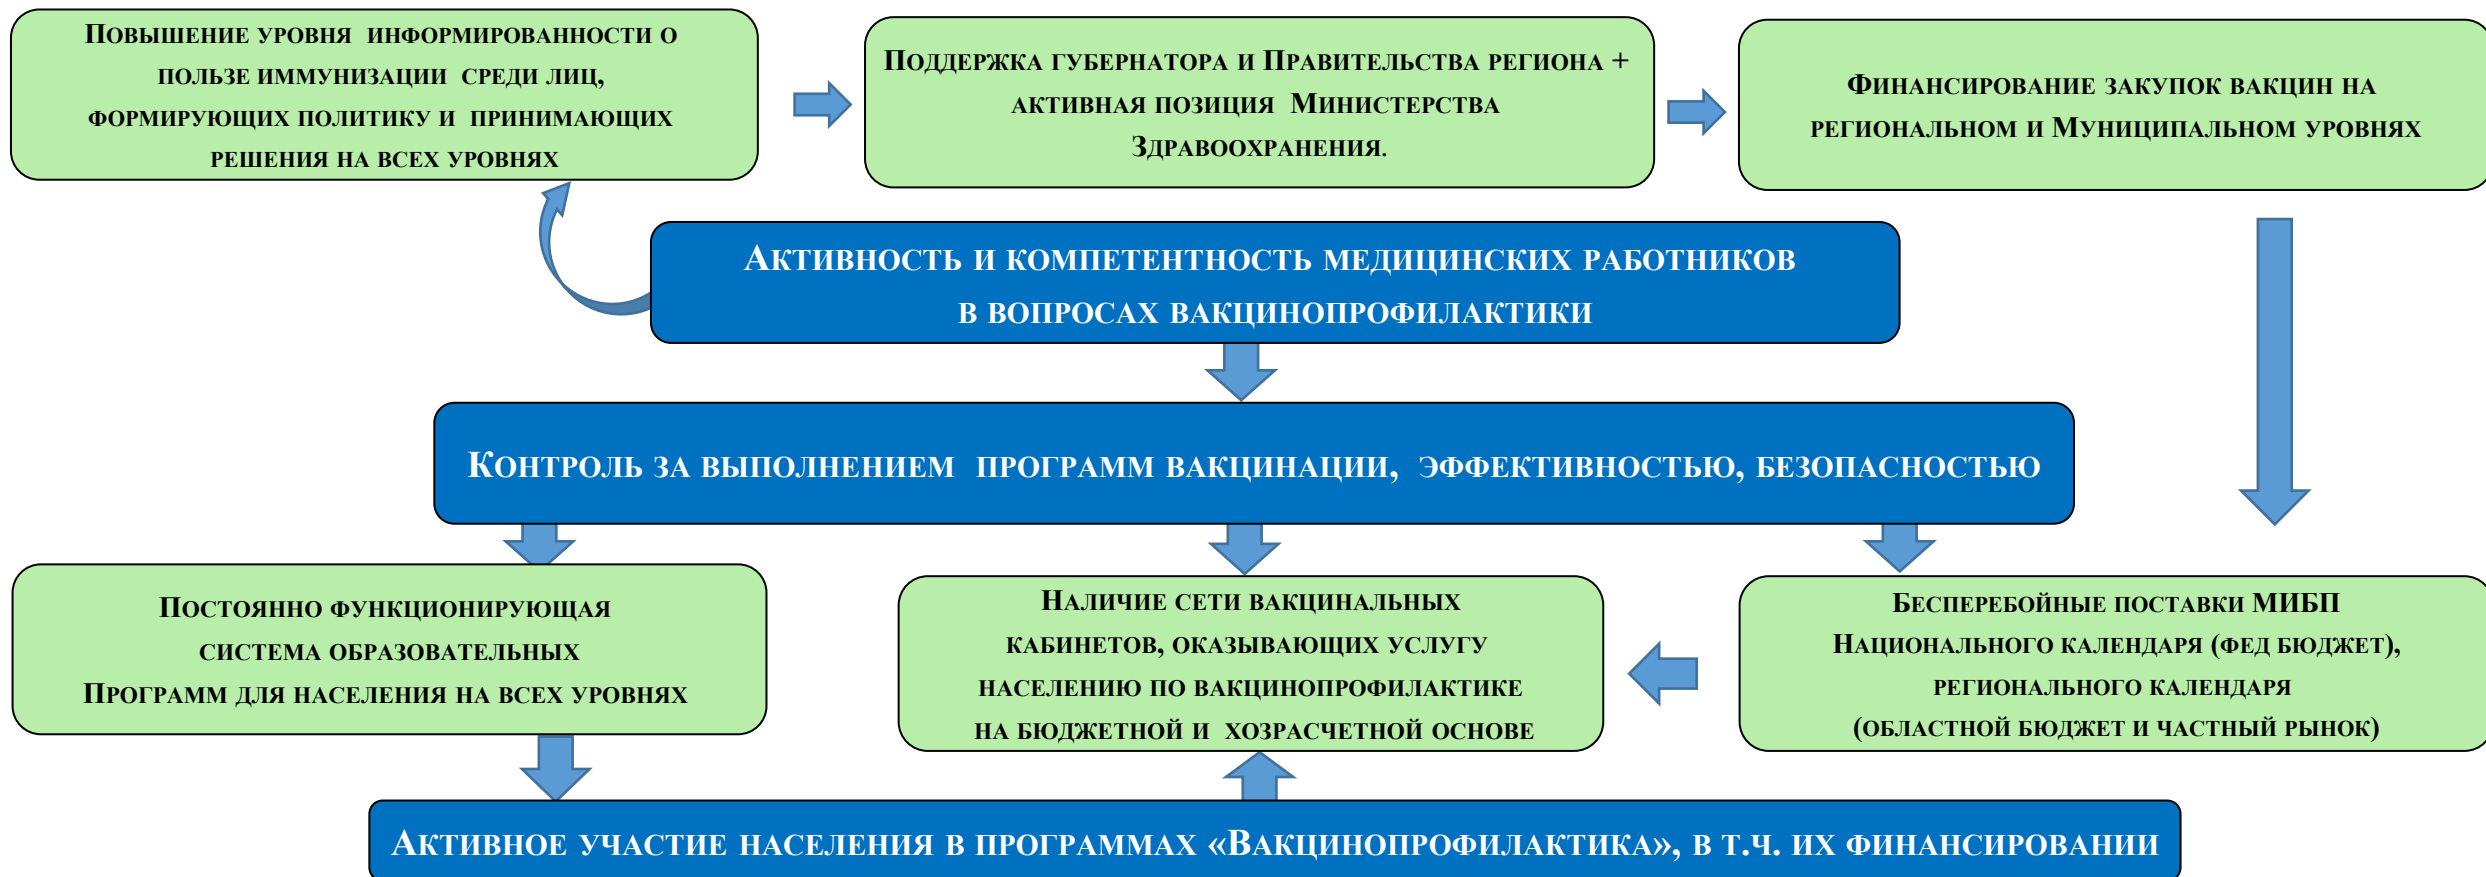 Повышение уровня информированности о
пользе иммунизации среди лиц,
формирующих политику и принимающих
решения на всех уровнях
Поддержка губернатора и Правительства региона +
активная позиция Министерства
Здравоохранения.
Финансирование закупок вакцин на
региональном и Муниципальном уровнях
Активность и компетентность медицинских работников
в вопросах вакцинопрофилактики
Контроль за выполнением программ вакцинации, эффективностью, безопасностью
Постоянно функционирующая
система образовательных
Программ для населения на всех уровнях
Наличие сети вакцинальных
кабинетов, оказывающих услугу
населению по вакцинопрофилактике
на бюджетной и хозрасчетной основе
Бесперебойные поставки МИБП
Национального календаря (фед бюджет),
регионального календаря
(областной бюджет и частный рынок)
Активное участие населения в программах «Вакцинопрофилактика», в т.ч. их финансировании